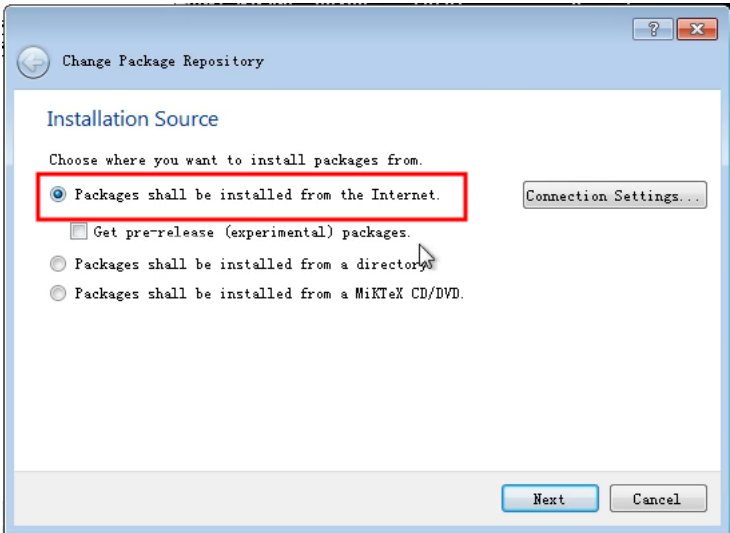 Change Package Repository
Installation Source
Choose where you want to install packages from.
Packages shall be installed from the Internet.
Connection Settings...
Get pre-release (experimental) packages.
Packages shall be installed from a directory
Packages shall be installed from a MiKTeX CD/DVD.
Next
Cancel